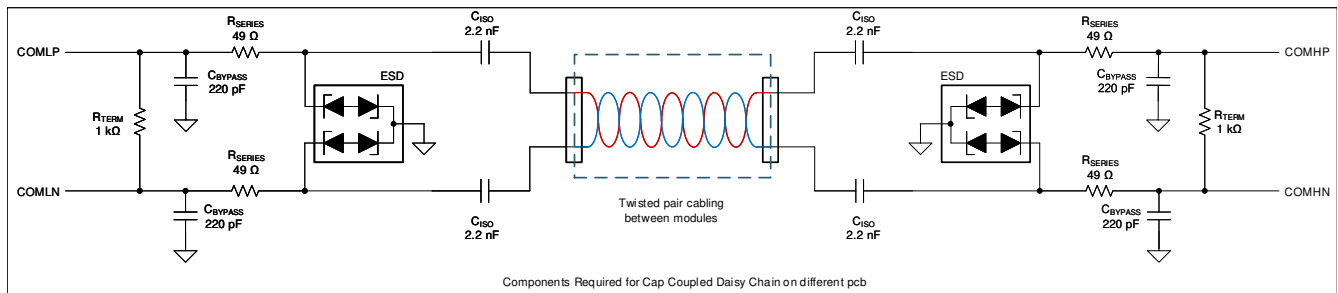 COMLP
RSERIES
49 Ω
CBYPASS
220 pF
RTERM
1 kΩ
RSERIES
49 Ω
COMLN
CBYPASS
220 pF
ESD
CISO
2.2 nF
CISO
2.2 nF
Twisted pair cabling
between modules
CISO
2.2 nF
CISO
2.2 nF
ESD
RSERIES
49 Ω
COMHP
CBYPASS
220 pF
RTERM
1 kΩ
RSERIES
49 Ω
COMHN
CBYPASS
220 pF
Components Required for Cap Coupled Daisy Chain on different pcb